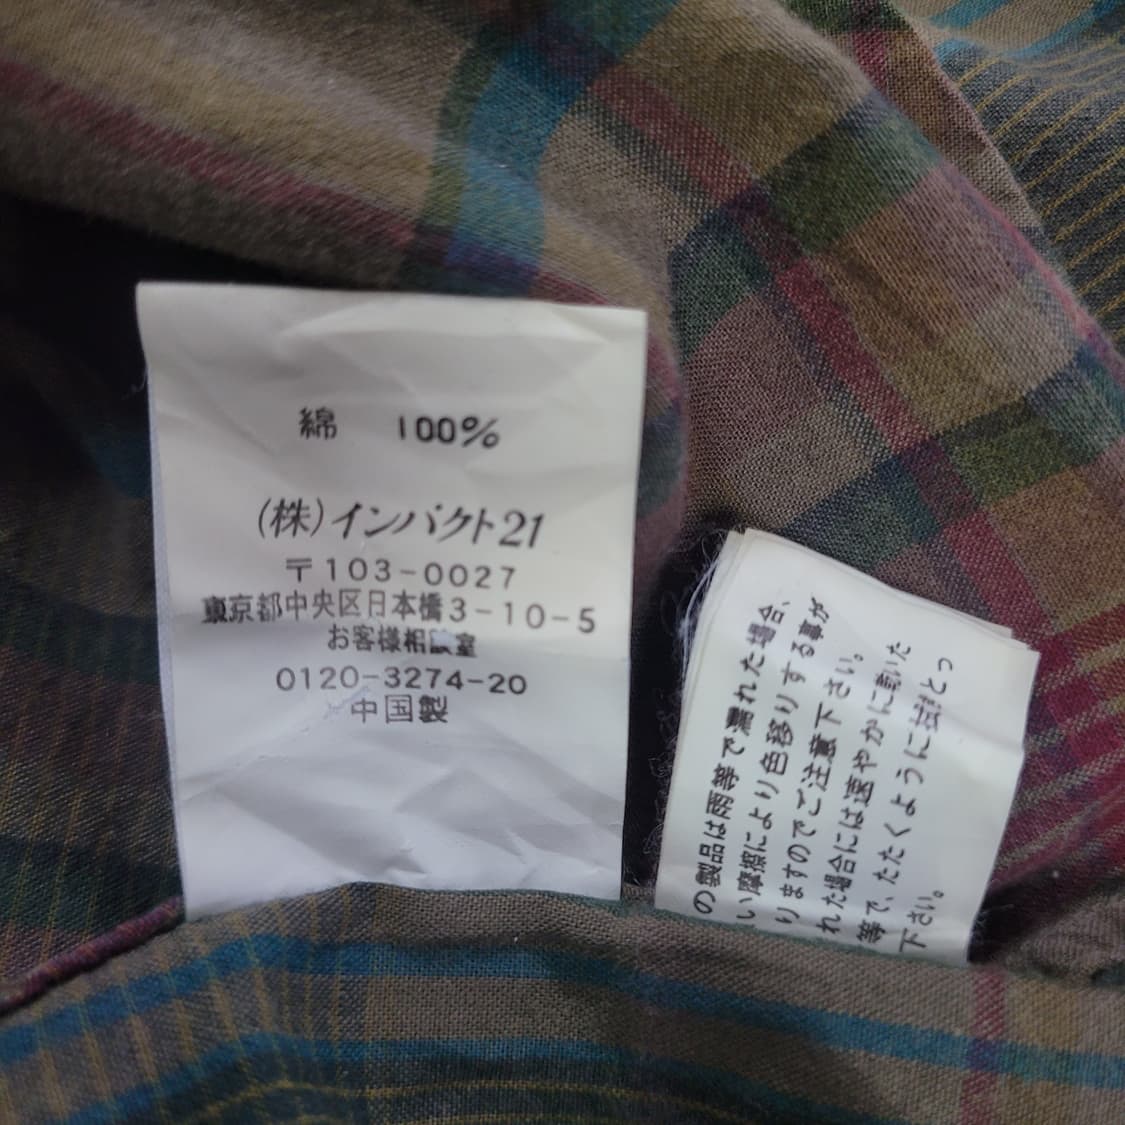 綿 100%
(株)インパクト21
〒103-0027
東京都中央区日本橋3-10-5
お客様相談室
0120-3274-20
中国製
の製品は雨等で濡れた場合、
い摩擦により色移りする事が
りますのでご注意下さい。
れた場合には速やかに乾いた
等で、たたくように拭きとっ
下さい。